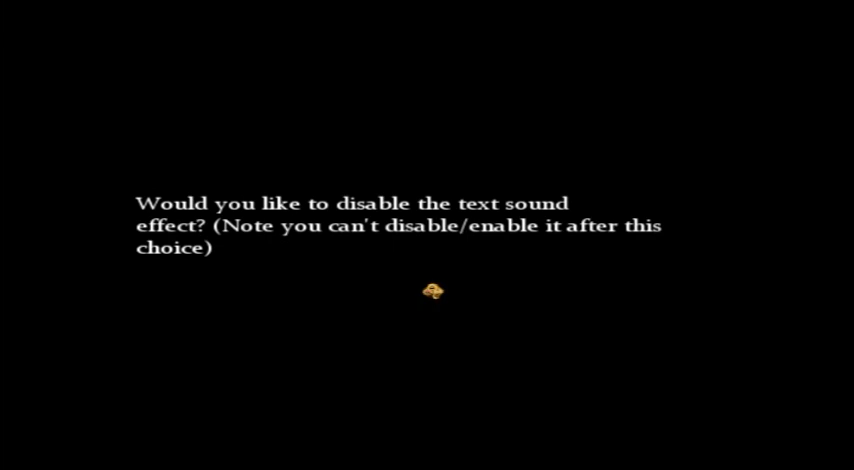 Would you like to disable the text sound
effect? (Note you can't disable/enable it after this
choice)